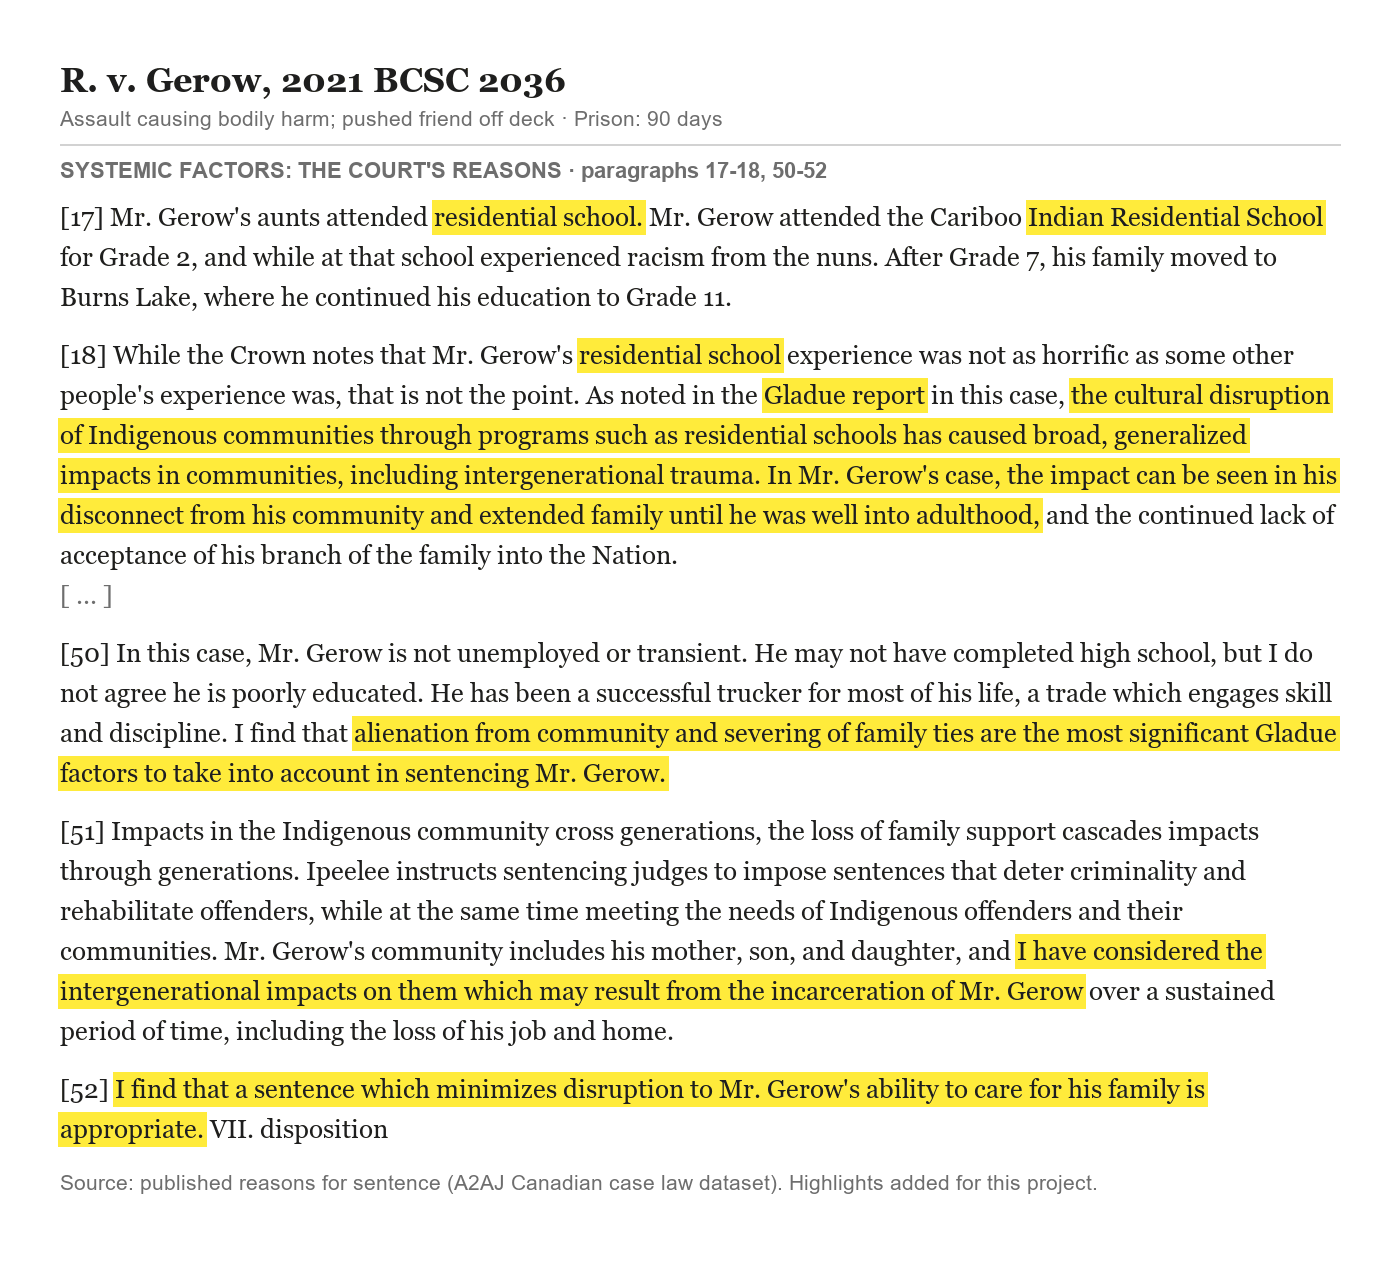 R. v. Gerow, 2021 BCSC 2036
Assault causing bodily harm; pushed friend off deck · Prison: 90 days
SYSTEMIC FACTORS: THE COURT'S REASONS · paragraphs 17-18, 50-52
[17] Mr. Gerow's aunts attended residential school. Mr. Gerow attended the Cariboo Indian Residential School
for Grade 2, and while at that school experienced racism from the nuns. After Grade 7, his family moved to
Burns Lake, where he continued his education to Grade 11.
[18] While the Crown notes that Mr. Gerow's residential school experience was not as horrific as some other
people's experience was, that is not the point. As noted in the Gladue report in this case, the cultural disruption
of Indigenous communities through programs such as residential schools has caused broad, generalized
impacts in communities, including intergenerational trauma. In Mr. Gerow's case, the impact can be seen in his
disconnect from his community and extended family until he was well into adulthood, and the continued lack of
acceptance of his branch of the family into the Nation.
[ ... ]
[50] In this case, Mr. Gerow is not unemployed or transient. He may not have completed high school, but I do
not agree he is poorly educated. He has been a successful trucker for most of his life, a trade which engages skill
and discipline. I find that alienation from community and severing of family ties are the most significant Gladue
factors to take into account in sentencing Mr. Gerow.
[51] Impacts in the Indigenous community cross generations, the loss of family support cascades impacts
through generations. Ipeelee instructs sentencing judges to impose sentences that deter criminality and
rehabilitate offenders, while at the same time meeting the needs of Indigenous offenders and their
communities. Mr. Gerow's community includes his mother, son, and daughter, and I have considered the
intergenerational impacts on them which may result from the incarceration of Mr. Gerow over a sustained
period of time, including the loss of his job and home.
[52] I find that a sentence which minimizes disruption to Mr. Gerow's ability to care for his family is
appropriate. VII. disposition
Source: published reasons for sentence (A2AJ Canadian case law dataset). Highlights added for this project.